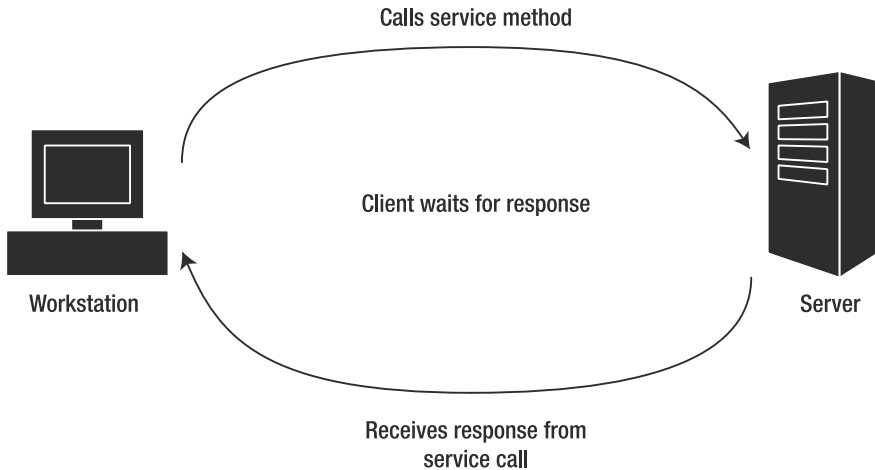 Calls service method
Client waits for response
Workstation
Server
Receives response from
service call